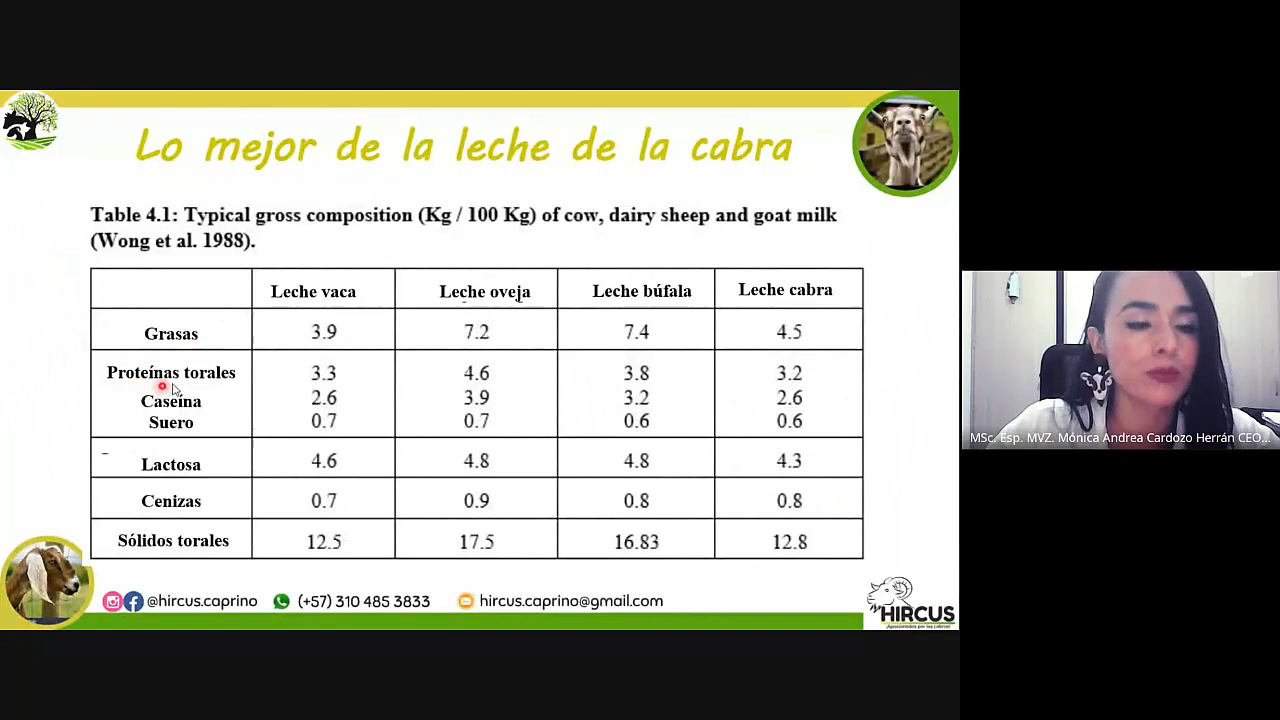 Lo mejor de la leche de la cabra
Table 4.1: Typical gross composition (Kg / 100 Kg) of cow, dairy sheep and goat milk
(Wong et al. 1988).
Leche vaca Leche oveja Leche búfala Leche cabra
Grasas 3.9 7.2 7.4 4.5
Proteínas torales 3.3 4.6 3.8 3.2
Caseína 2.6 3.9 3.2 2.6
Suero 0.7 0.7 0.6 0.6
Lactosa 4.6 4.8 4.8 4.3
Cenizas 0.7 0.9 0.8 0.8
Sólidos torales 12.5 17.5 16.83 12.8
@hircus.caprino (+57) 310 485 3833 hircus.caprino@gmail.com
HIRCUS
¡Apasionados por las cabras!
MSc. Esp. MVZ. Mónica Andrea Cardozo Herrán CEO...